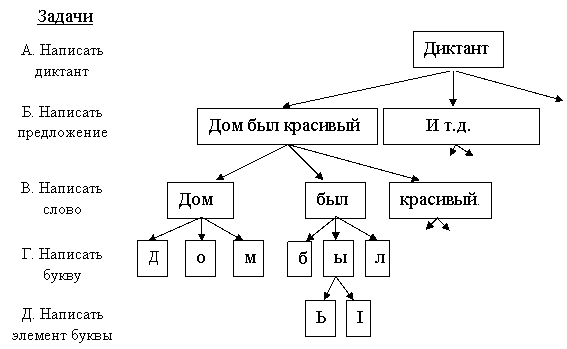 Задачи
А. Написать
диктант
Диктант
Б. Написать
предложение
Дом был красивый
И т.д.
В. Написать
слово
Дом
был
красивый.
Г. Написать
букву
Д
о
м
б
ы
л
Д. Написать
элемент буквы
Ь
I